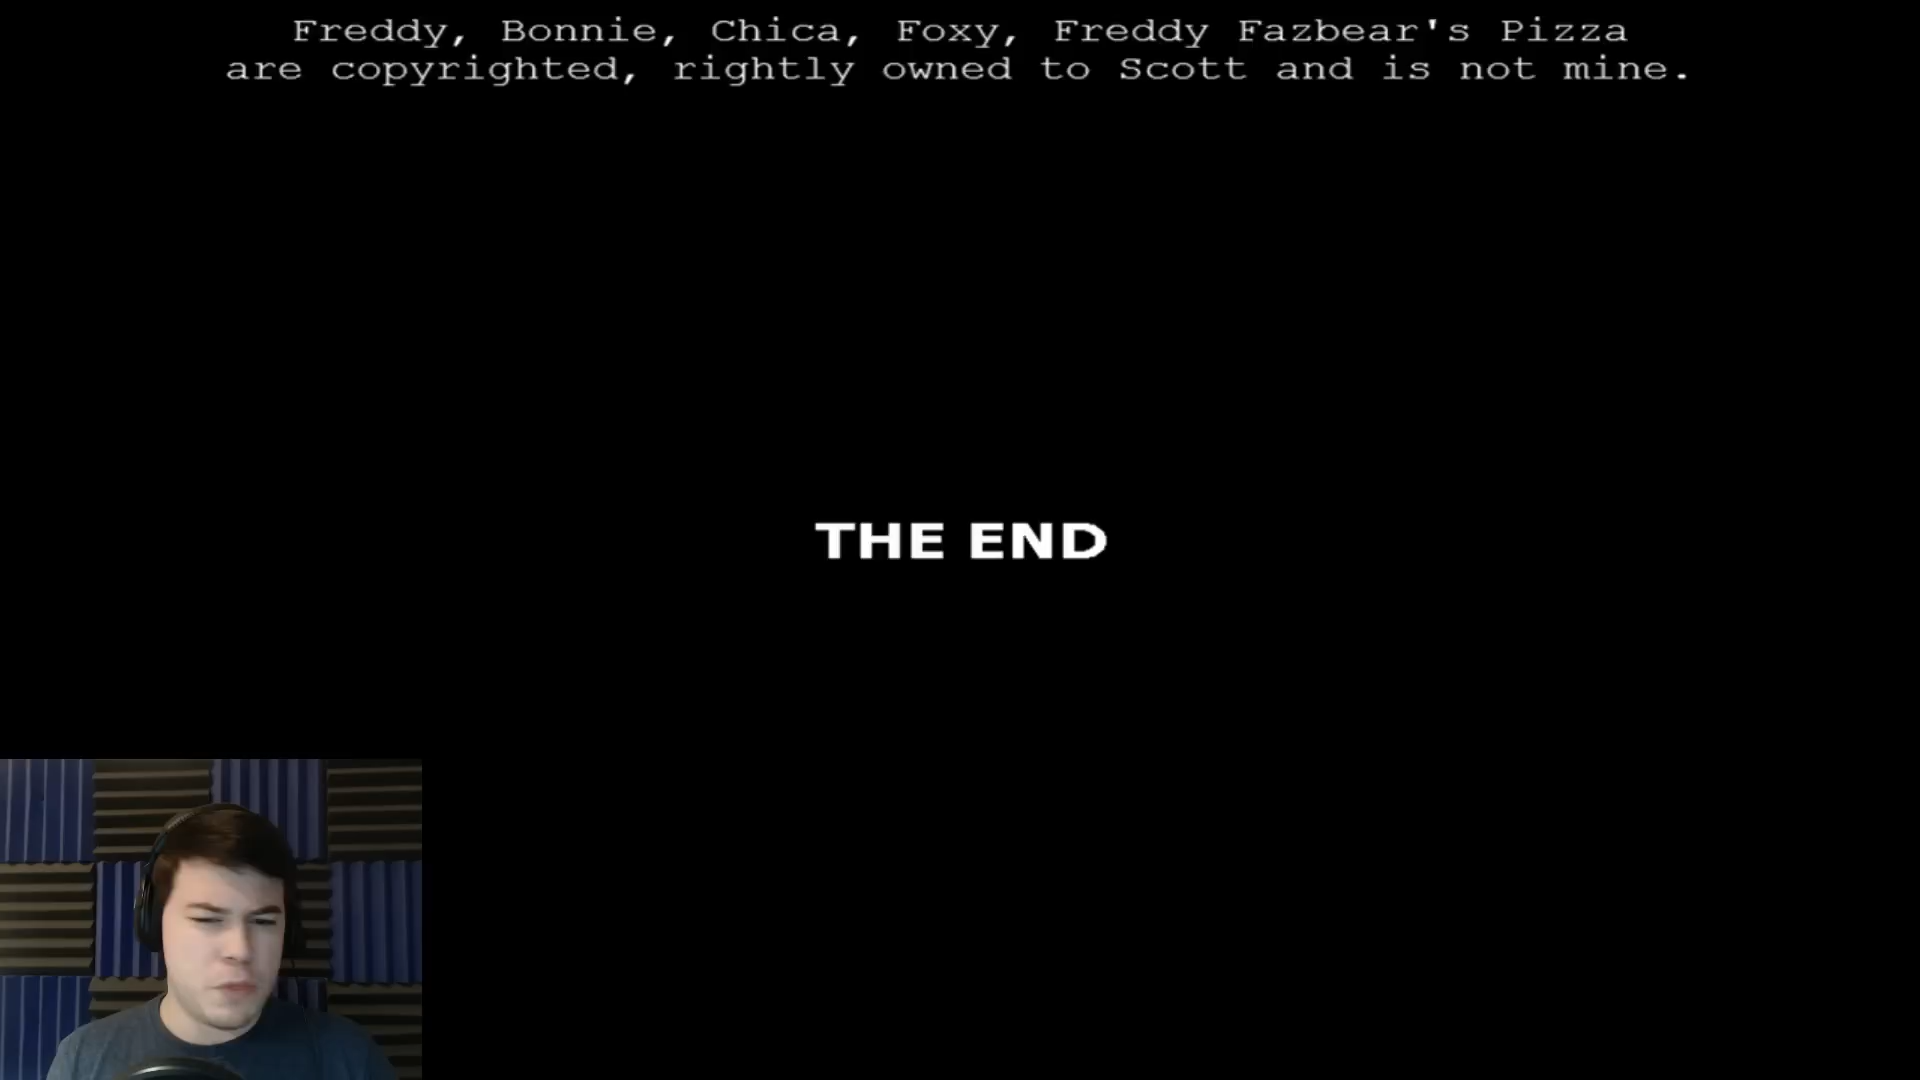 Freddy, Bonnie, Chica, Foxy, Freddy Fazbear's Pizza
are copyrighted, rightly owned to Scott and is not mine.
THE END